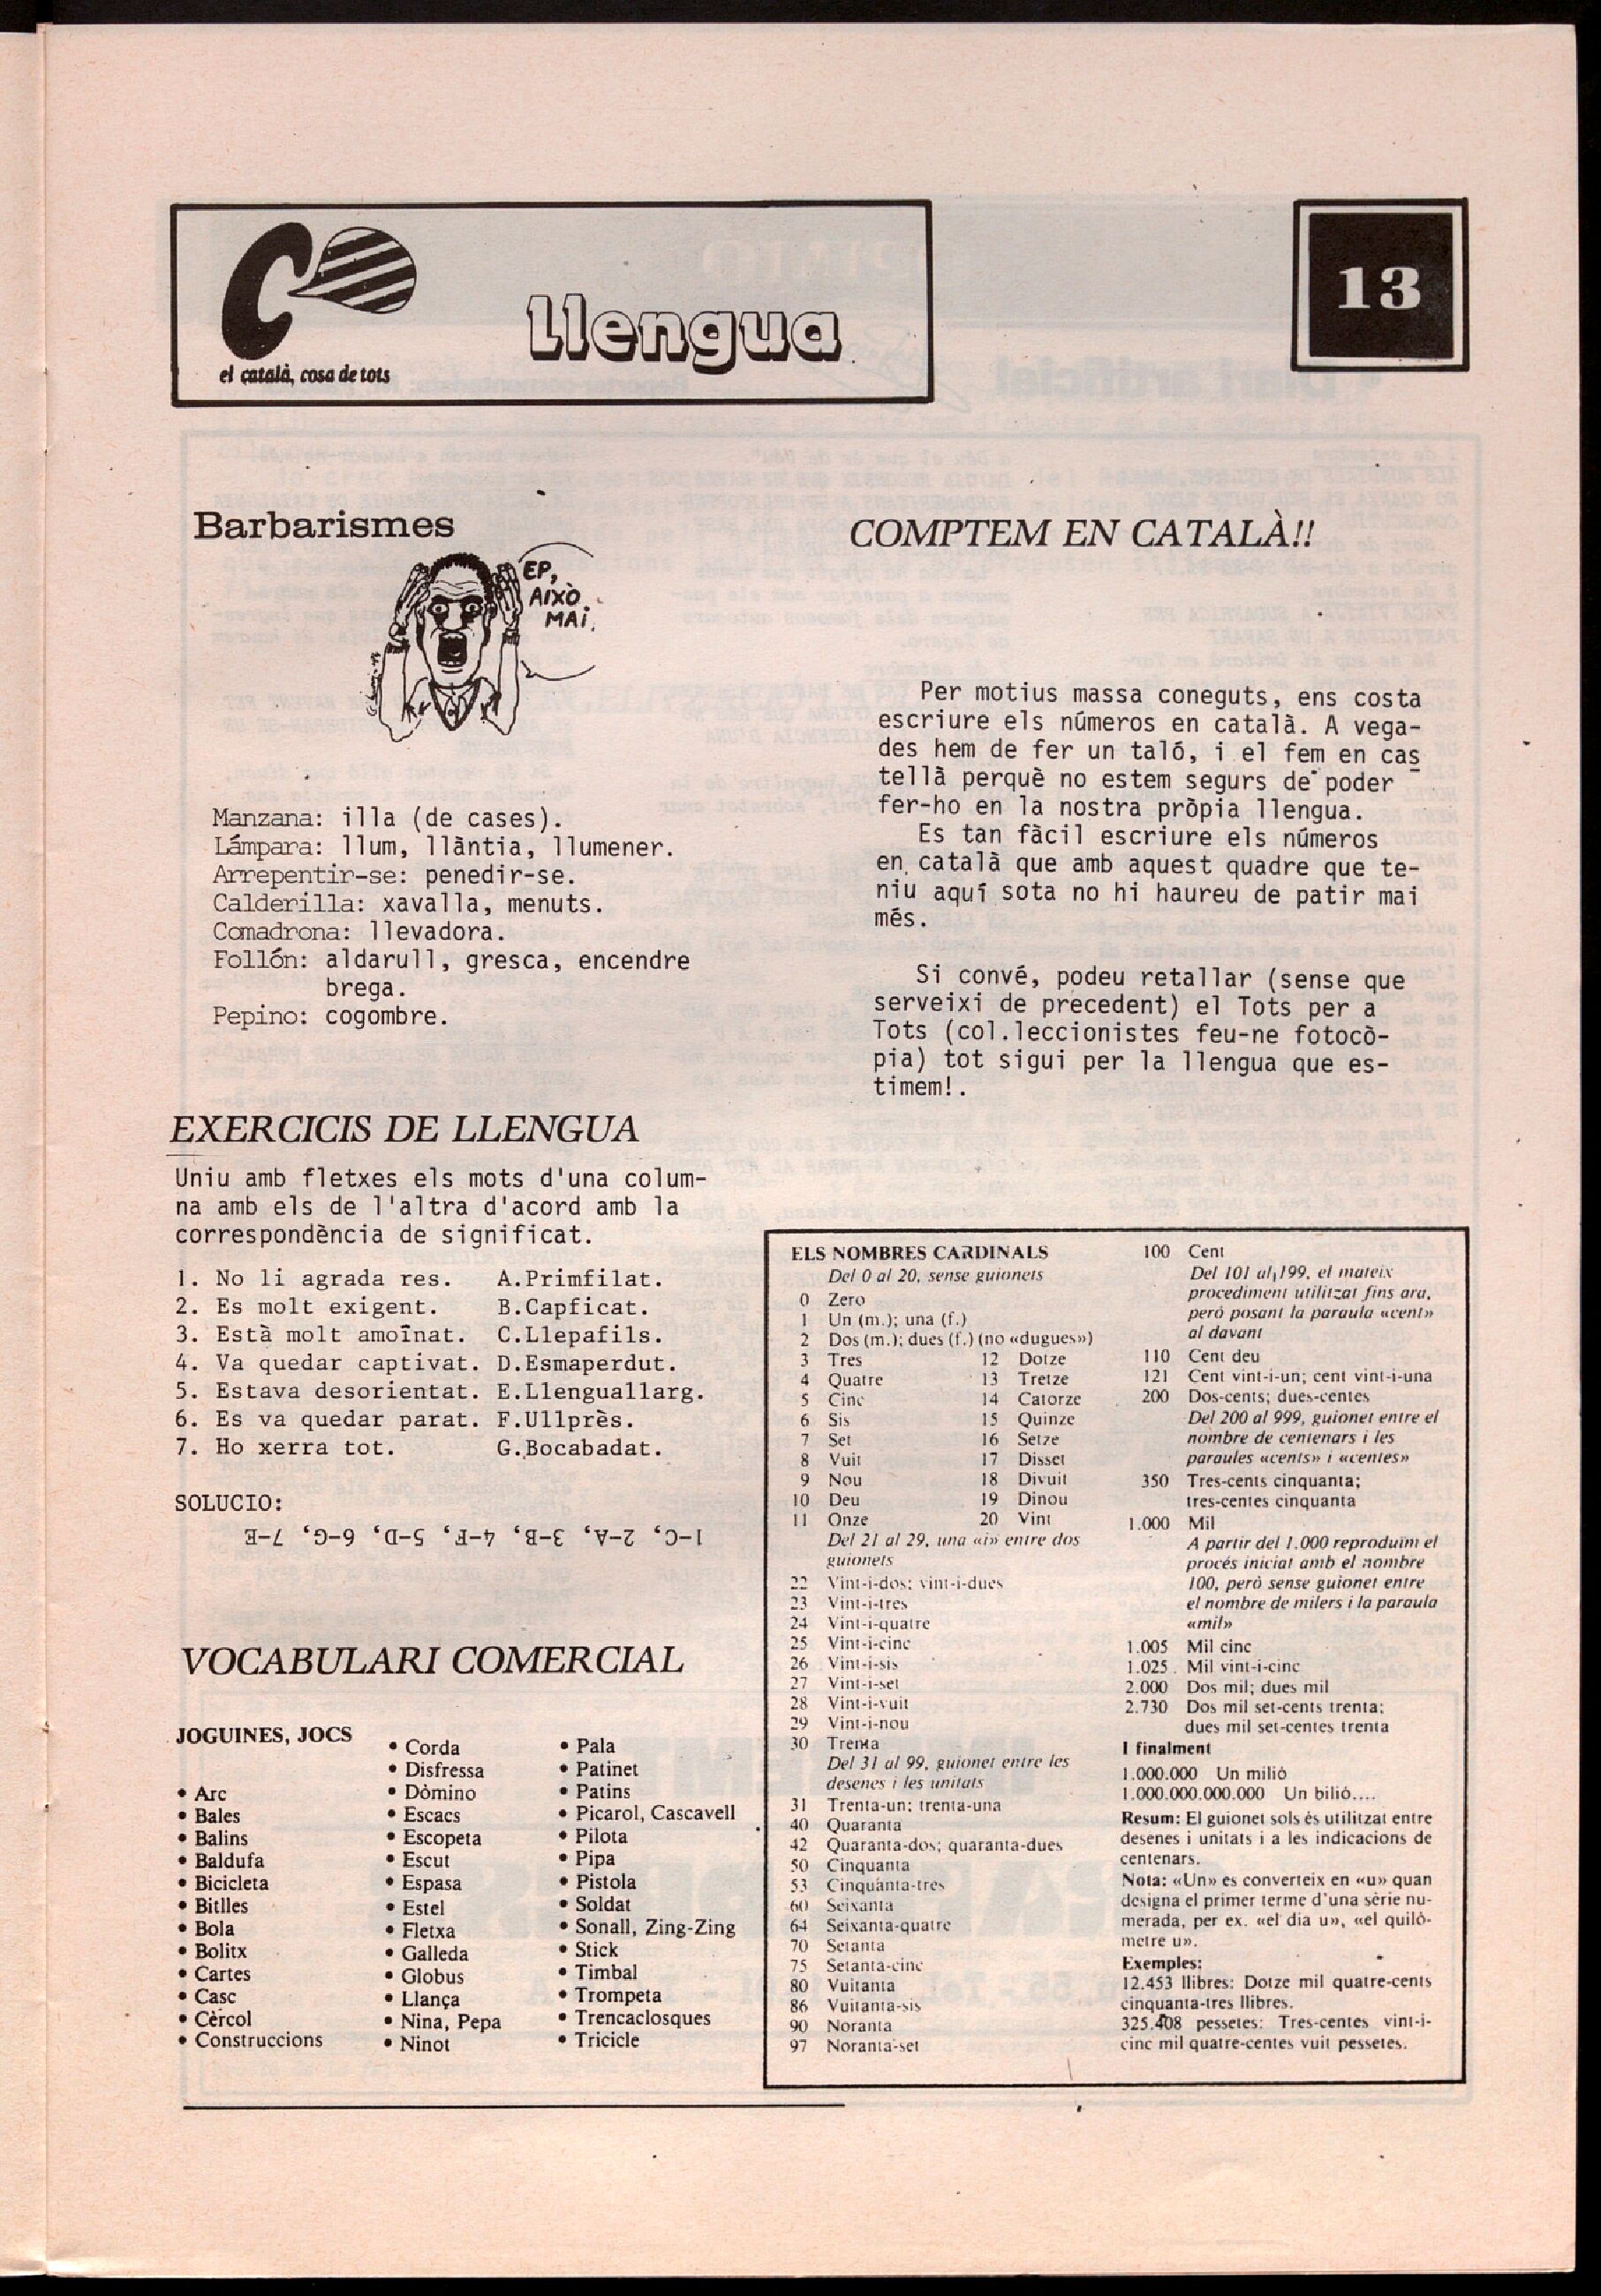 el català, cosa de tots
llengua
13
Barbarismes
EP,
AIXÒ
MAI.
Manzana: illa (de cases).
Lámpara: llum, llàntia, llumener.
Arrepentir-se: penedir-se.
Calderilla: xavalla, menuts.
Comadrona: llevadora.
Follón: aldarull, gresca, encendre
brega.
Pepino: cogombre.
EXERCICIS DE LLENGUA
Uniu amb fletxes els mots d'una colum-
na amb els de l'altra d'acord amb la
correspondència de significat.
1. No li agrada res. A.Primfilat.
2. Es molt exigent. B.Capficat.
3. Està molt amoïnat. C.Llepafils.
4. Va quedar captivat. D.Esmaperdut.
5. Estava desorientat. E.Llenguallarg.
6. Es va quedar parat. F.Ullprès.
7. Ho xerra tot. G.Bocabadat.
SOLUCIO:
1-C, 2-A, 3-B, 4-F, 5-D, 6-G, 7-E
VOCABULARI COMERCIAL
JOGUINES, JOCS
• Arc
• Bales
• Balins
• Baldufa
• Bicicleta
• Bitlles
• Bola
• Bolitx
• Cartes
• Casc
• Cèrcol
• Construccions
• Corda
• Disfressa
• Dòmino
• Escacs
• Escopeta
• Escut
• Espasa
• Estel
• Fletxa
• Galleda
• Globus
• Llança
• Nina, Pepa
• Ninot
• Pala
• Patinet
• Patins
• Picarol, Cascavell
• Pilota
• Pipa
• Pistola
• Soldat
• Sonall, Zing-Zing
• Stick
• Timbal
• Trompeta
• Trencaclosques
• Tricicle
COMPTEM EN CATALÀ!!
Per motius massa coneguts, ens costa
escriure els números en català. A vega-
des hem de fer un taló, i el fem en cas
tellà perquè no estem segurs de poder
fer-ho en la nostra pròpia llengua.
Es tan fàcil escriure els números
en català que amb aquest quadre que te-
niu aquí sota no hi haureu de patir mai
més.
Si convé, podeu retallar (sense que
serveixi de precedent) el Tots per a
Tots (col.leccionistes feu-ne fotocò-
pia) tot sigui per la llengua que es-
timem!.
ELS NOMBRES CARDINALS
Del 0 al 20, sense guionets
0 Zero
1 Un (m.); una (f.)
2 Dos (m.); dues (f.) (no «dugues»)
3 Tres 12 Dotze
4 Quatre 13 Tretze
5 Cinc 14 Catorze
6 Sis 15 Quinze
7 Set 16 Setze
8 Vuit 17 Disset
9 Nou 18 Divuit
10 Deu 19 Dinou
11 Onze 20 Vint
Del 21 al 29, una «i» entre dos
guionets
22 Vint-i-dos; vint-i-dues
23 Vint-i-tres
24 Vint-i-quatre
25 Vint-i-cinc
26 Vint-i-sis
27 Vint-i-set
28 Vint-i-vuit
29 Vint-i-nou
30 Trenta
Del 31 al 99, guionet entre les
desenes i les unitats
31 Trenta-un; trenta-una
40 Quaranta
42 Quaranta-dos; quaranta-dues
50 Cinquanta
53 Cinquanta-tres
60 Seixanta
64 Seixanta-quatre
70 Setanta
75 Setanta-cinc
80 Vuitanta
86 Vuitanta-sis
90 Noranta
97 Noranta-set
100 Cent
Del 101 al 199, el mateix
procediment utilitzat fins ara,
però posant la paraula «cent»
al davant
110 Cent deu
121 Cent vint-i-un; cent vint-i-una
200 Dos-cents; dues-centes
Del 200 al 999, guionet entre el
nombre de centenars i les
paraules «cents» i «centes»
350 Tres-cents cinquanta;
tres-centes cinquanta
1.000 Mil
A partir del 1.000 reproduïm el
procés iniciat amb el nombre
100, però sense guionet entre
el nombre de milers i la paraula
«mil»
1.005 Mil cinc
1.025 Mil vint-i-cinc
2.000 Dos mil; dues mil
2.730 Dos mil set-cents trenta;
dues mil set-centes trenta
I finalment
1.000.000 Un milió
1.000.000.000.000 Un bilió....
Resum: El guionet sols és utilitzat entre
desenes i unitats i a les indicacions de
centenars.
Nota: «Un» es converteix en «u» quan
designa el primer terme d'una sèrie nu-
merada, per ex. «el dia u», «el quilò-
metre u».
Exemples:
12.453 llibres: Dotze mil quatre-cents
cinquanta-tres llibres.
325.408 pessetes: Tres-centes vint-i-
cinc mil quatre-centes vuit pessetes.